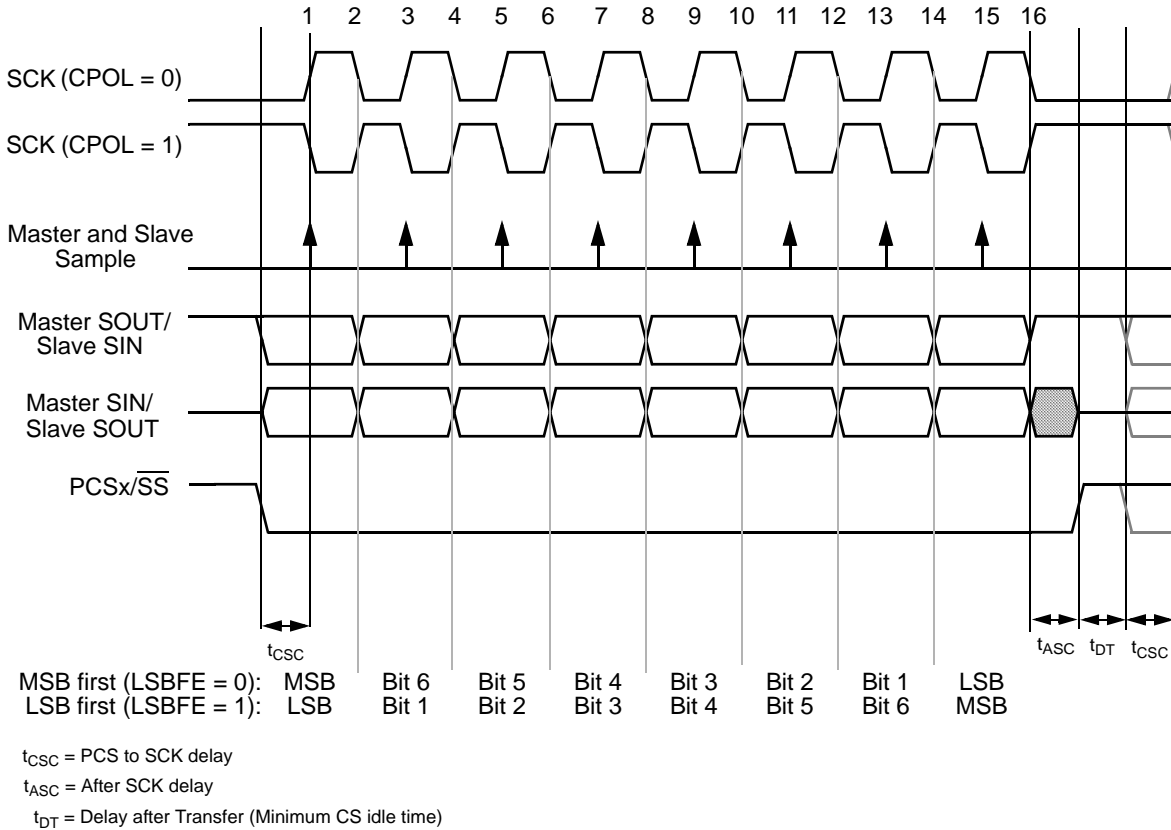 1 2 3 4 5 6 7 8 9 10 11 12 13 14 15 16
SCK (CPOL = 0)
SCK (CPOL = 1)
Master and Slave
Sample
Master SOUT/
Slave SIN
Master SIN/
Slave SOUT
PCSx/SS
tCSC
tASC tDT tCSC
MSB first (LSBFE = 0): MSB Bit 6 Bit 5 Bit 4 Bit 3 Bit 2 Bit 1 LSB
LSB first (LSBFE = 1): LSB Bit 1 Bit 2 Bit 3 Bit 4 Bit 5 Bit 6 MSB
tCSC = PCS to SCK delay
tASC = After SCK delay
tDT = Delay after Transfer (Minimum CS idle time)